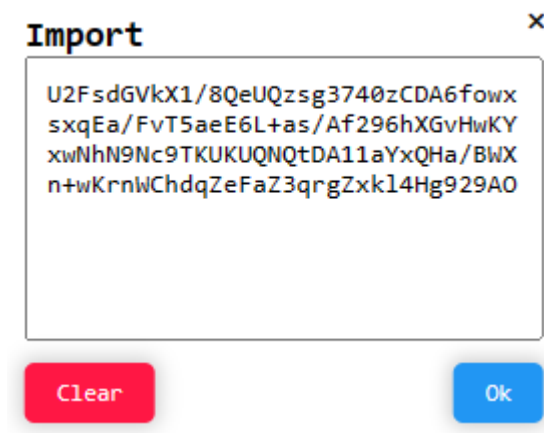 Import
×
U2FsdGVkX1/8QeUQzsg3740zCDA6fowx
sxqEa/FvT5aeE6L+as/Af296hXGvHwKY
xwNhN9Nc9TKUKUQNQtDA11aYxQHa/BWX
n+wKrnWChdqZeFaZ3qrgZxkl4Hg929AO
Clear
Ok